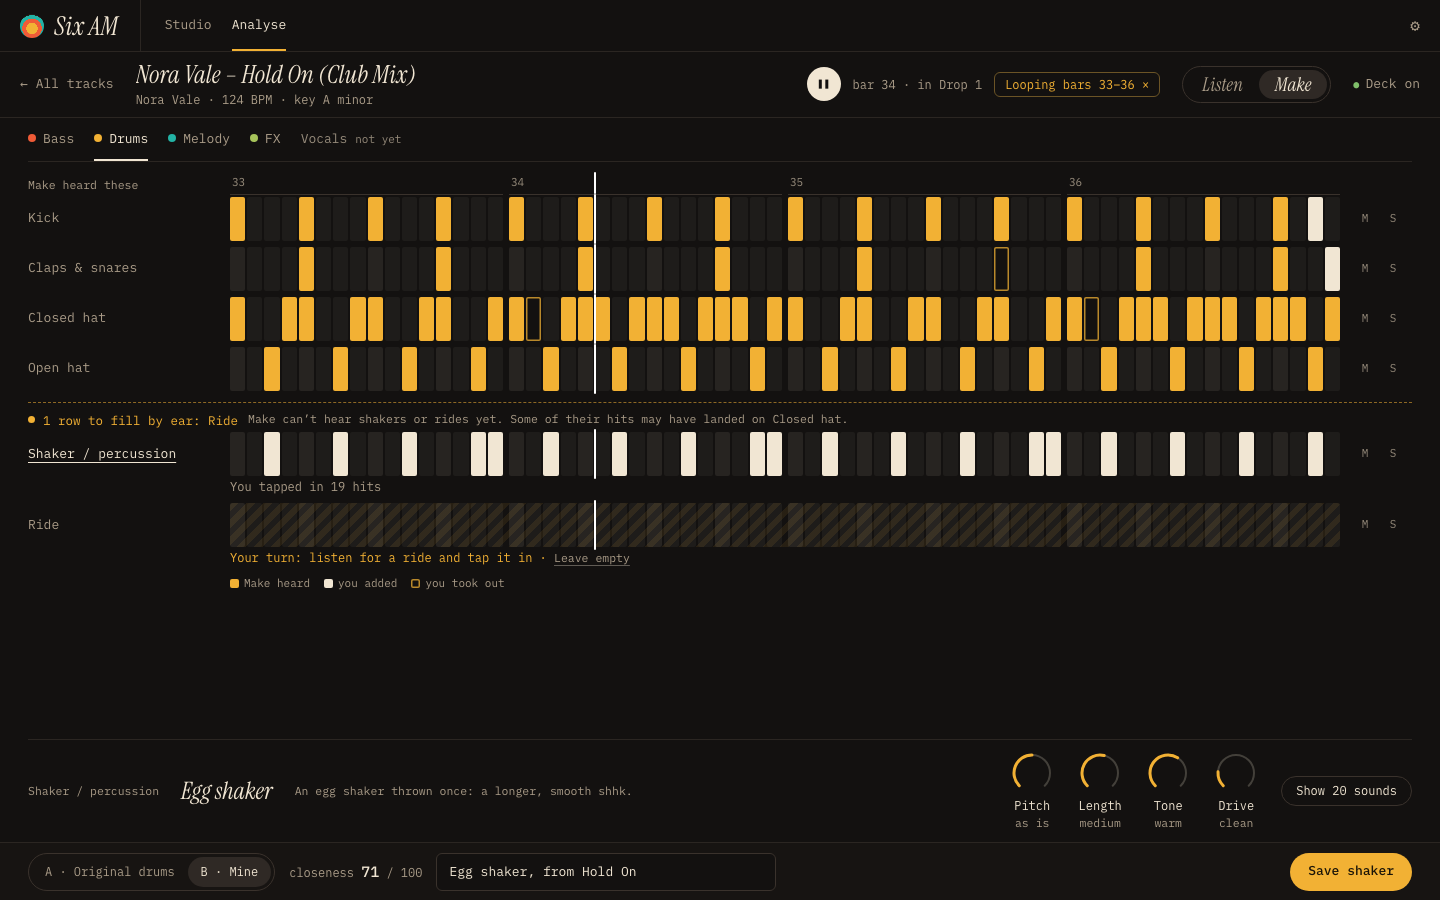 Six AM
Studio Analyse
⚙
← All tracks
Nora Vale – Hold On (Club Mix)
Nora Vale · 124 BPM · key A minor
bar 34 · in Drop 1
Looping bars 33–36 ×
Listen Make
Deck on
Bass Drums Melody FX Vocals not yet
Make heard these 33 34 35 36
Kick M S
Claps & snares M S
Closed hat M S
Open hat M S
1 row to fill by ear: Ride Make can’t hear shakers or rides yet. Some of their hits may have landed on Closed hat.
Shaker / percussion M S
You tapped in 19 hits
Ride M S
Your turn: listen for a ride and tap it in · Leave empty
Make heard you added you took out
Shaker / percussion Egg shaker An egg shaker thrown once: a longer, smooth shhk.
Pitch Length Tone Drive
as is medium warm clean
Show 20 sounds
A · Original drums B · Mine closeness 71 / 100 Egg shaker, from Hold On Save shaker